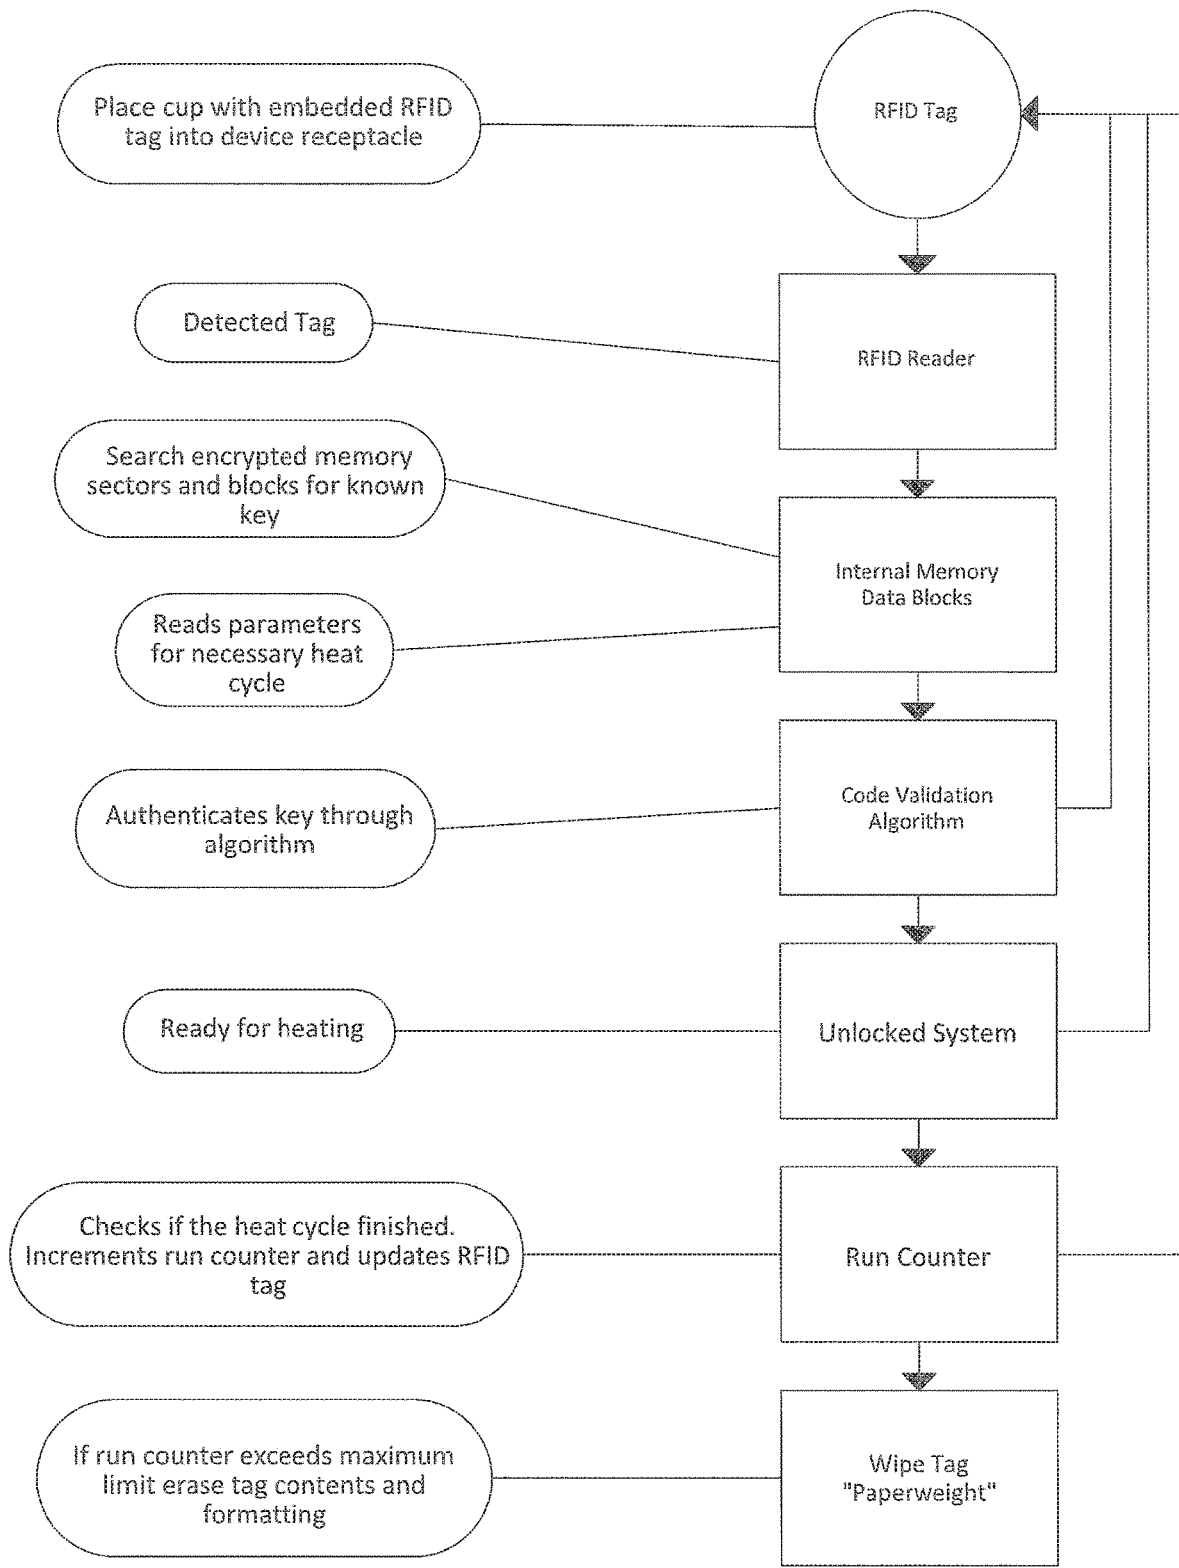 Place cup with embedded RFID
tag into device receptacle
RFID Tag
Detected Tag
RFID Reader
Search encrypted memory
sectors and blocks for known
key
Internal Memory
Data Blocks
Reads parameters
for necessary heat
cycle
Code Validation
Algorithm
Authenticates key through
algorithm
Ready for heating
Unlocked System
Checks if the heat cycle finished.
Increments run counter and updates RFID
tag
Run Counter
If run counter exceeds maximum
limit erase tag contents and
formatting
Wipe Tag
"Paperweight"